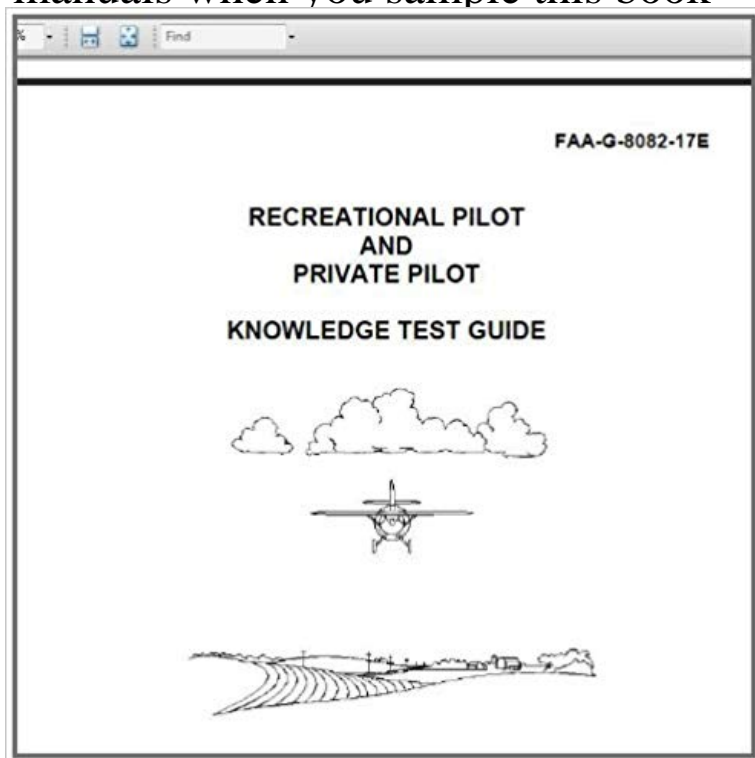 manuals when you sample this book
%
Find
FAA-G-8082-17E
RECREATIONAL PILOT
AND
PRIVATE PILOT
KNOWLEDGE TEST GUIDE